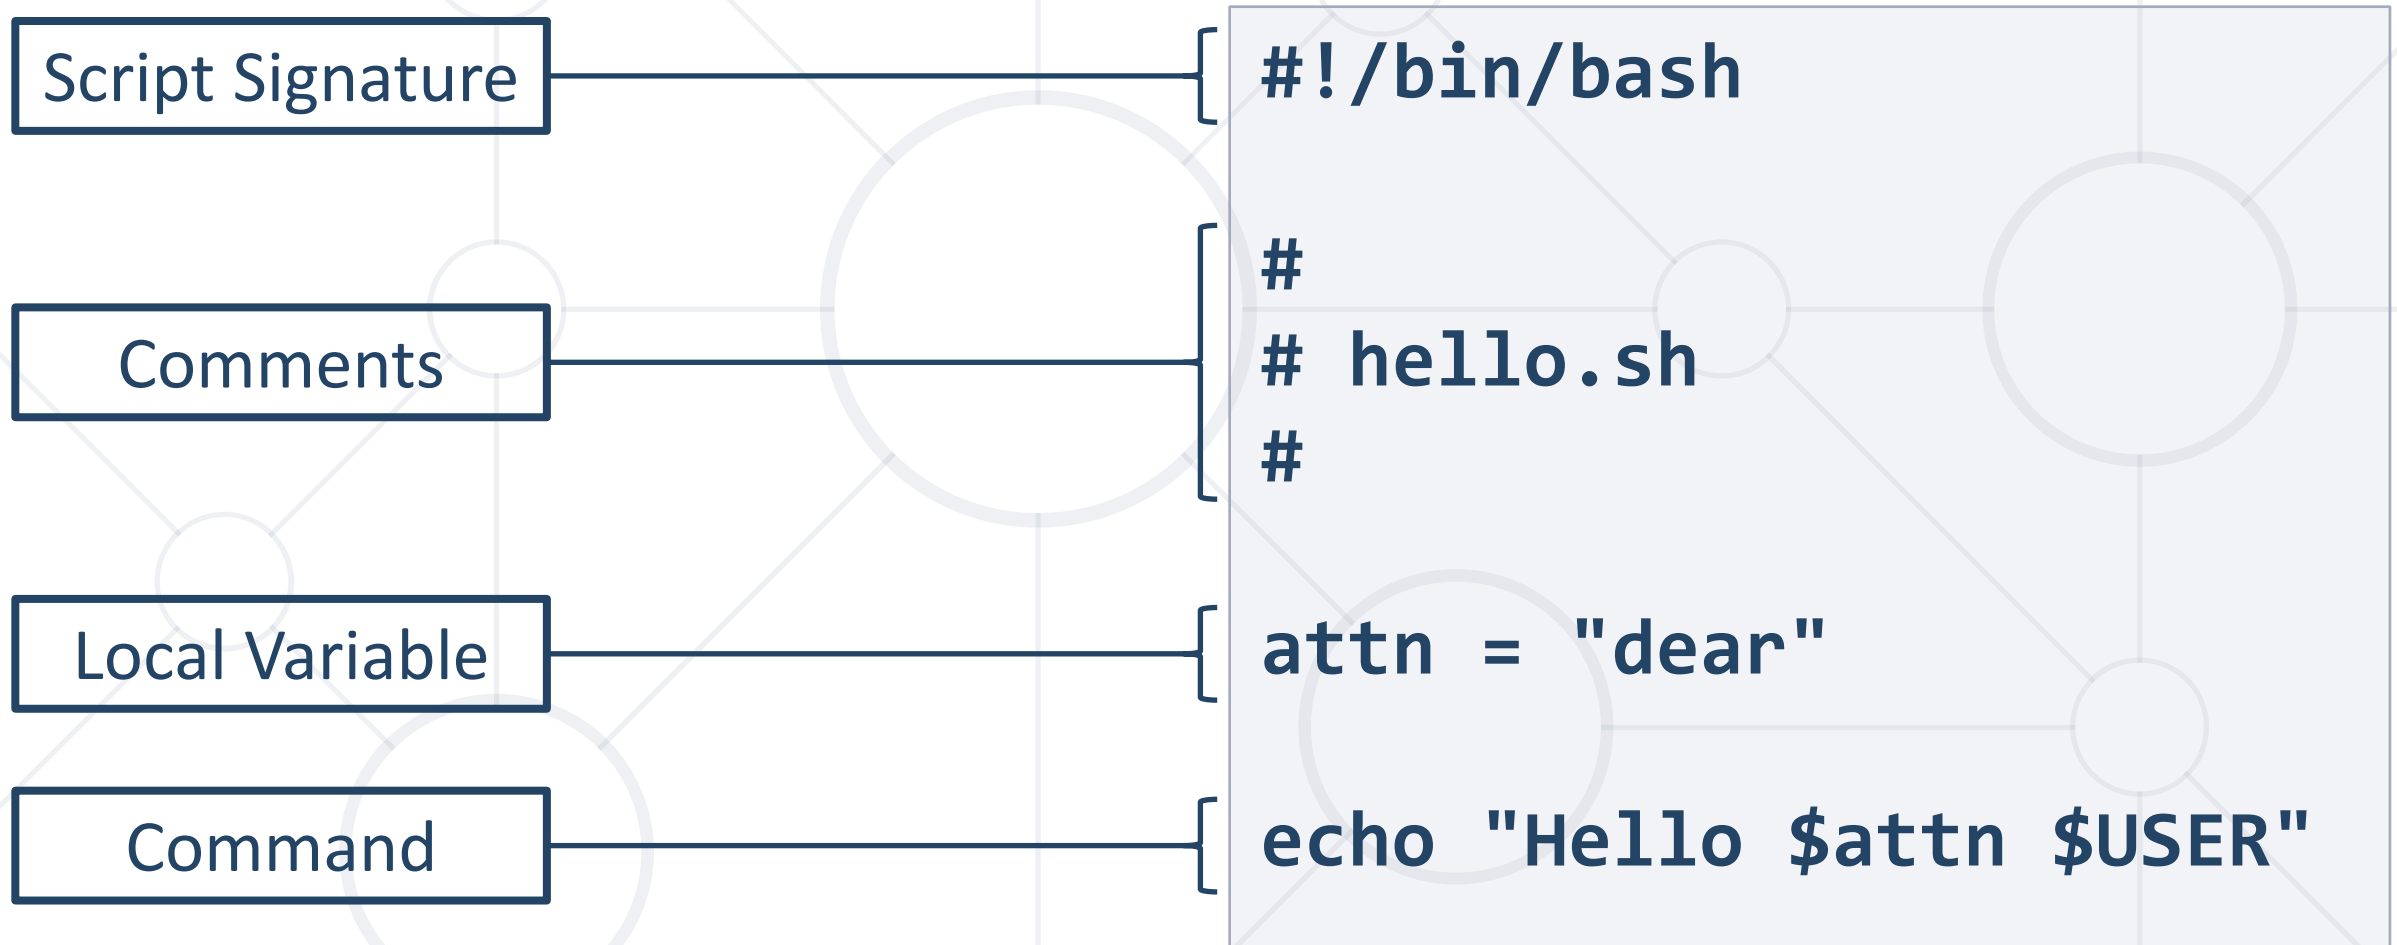 Script Signature
#!/bin/bash
Comments
#
# hello.sh
#
Local Variable
attn = "dear"
Command
echo "Hello $attn $USER"